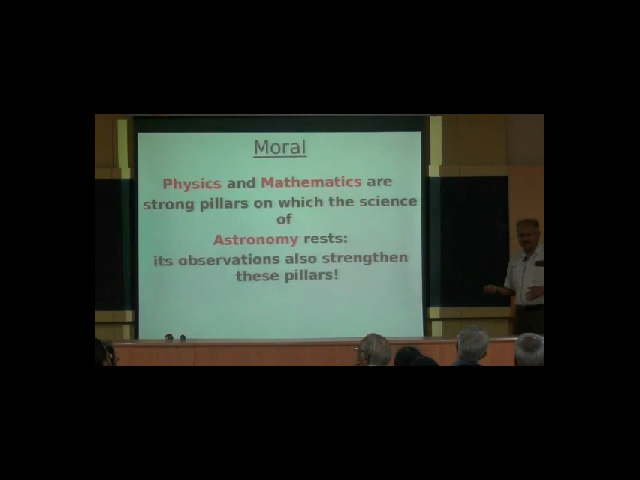 Moral
Physics and Mathematics are
strong pillars on which the science
of
Astronomy rests:
its observations also strengthen
these pillars!